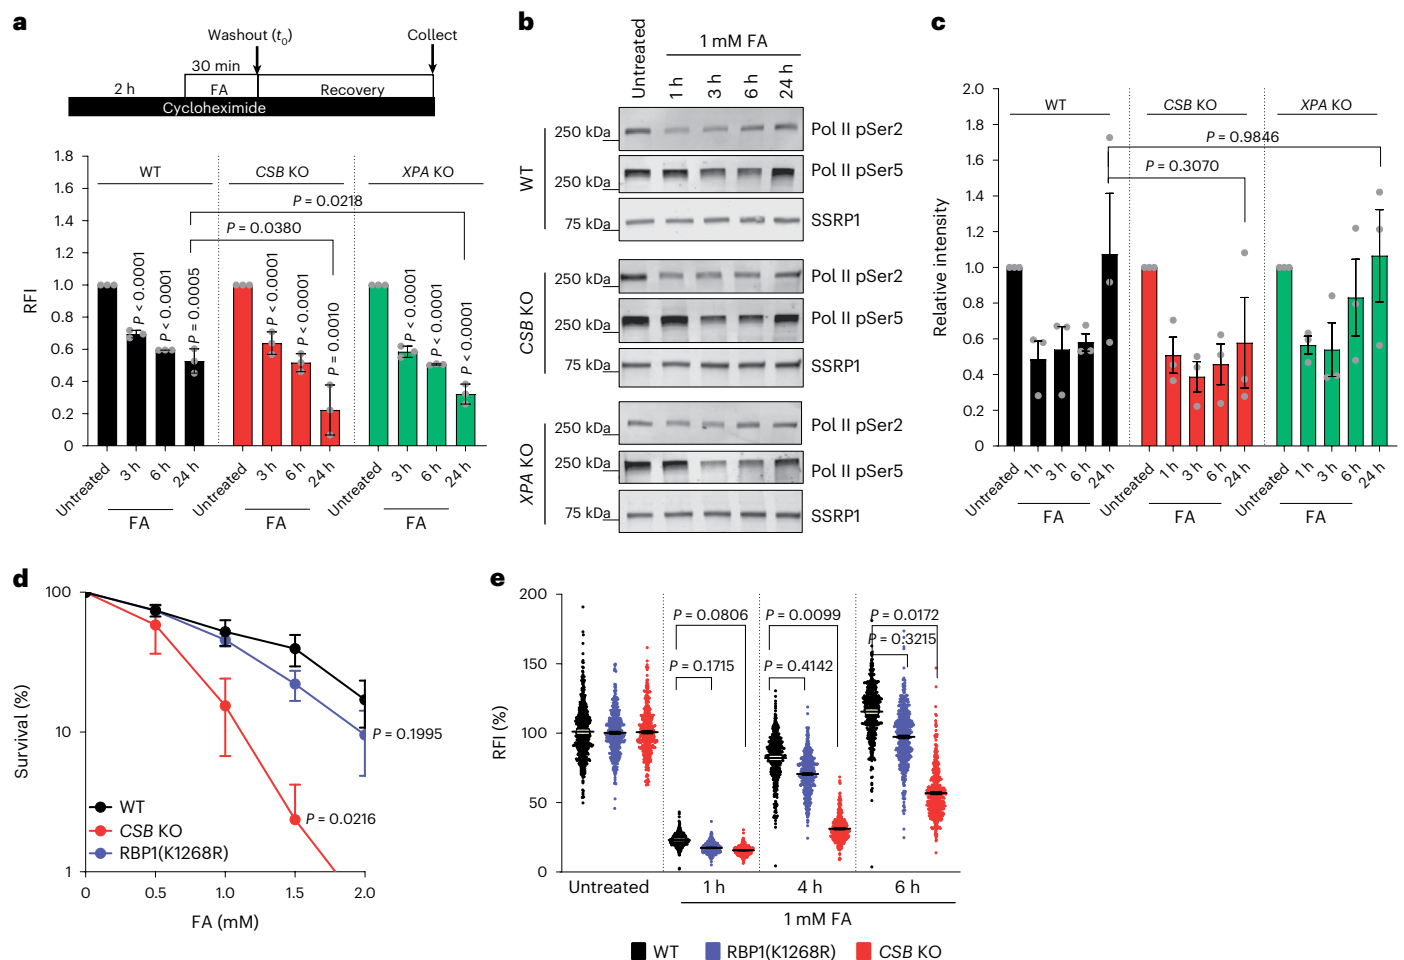 a
Washout (t0)
Collect
30 min
2 h
FA
Recovery
Cycloheximide
1.8
1.6
1.4
1.2
1.0
0.8
0.6
0.4
0.2
0
RFI
WT
CSB KO
XPA KO
P = 0.0218
P = 0.0380
P < 0.0001
P < 0.0001
P = 0.0005
P < 0.0001
P < 0.0001
P = 0.0010
P < 0.0001
P < 0.0001
P < 0.0001
Untreated
3 h
6 h
24 h
Untreated
3 h
6 h
24 h
Untreated
3 h
6 h
24 h
FA
FA
FA
b
Untreated
1 mM FA
1 h
3 h
6 h
24 h
WT
250 kDa
Pol II pSer2
250 kDa
Pol II pSer5
75 kDa
SSRP1
CSB KO
250 kDa
Pol II pSer2
250 kDa
Pol II pSer5
75 kDa
SSRP1
XPA KO
250 kDa
Pol II pSer2
250 kDa
Pol II pSer5
75 kDa
SSRP1
c
2.0
1.8
1.6
1.4
1.2
1.0
0.8
0.6
0.4
0.2
0
Relative intensity
WT
CSB KO
XPA KO
P = 0.9846
P = 0.3070
Untreated
1 h
3 h
6 h
24 h
Untreated
1 h
3 h
6 h
24 h
Untreated
1 h
3 h
6 h
24 h
FA
FA
FA
d
100
10
1
Survival (%)
P = 0.1995
P = 0.0216
WT
CSB KO
RBP1(K1268R)
0
0.5
1.0
1.5
2.0
FA (mM)
e
200
150
100
50
0
RFI (%)
P = 0.0806
P = 0.1715
P = 0.0099
P = 0.4142
P = 0.0172
P = 0.3215
Untreated
1 h
4 h
6 h
1 mM FA
WT
RBP1(K1268R)
CSB KO